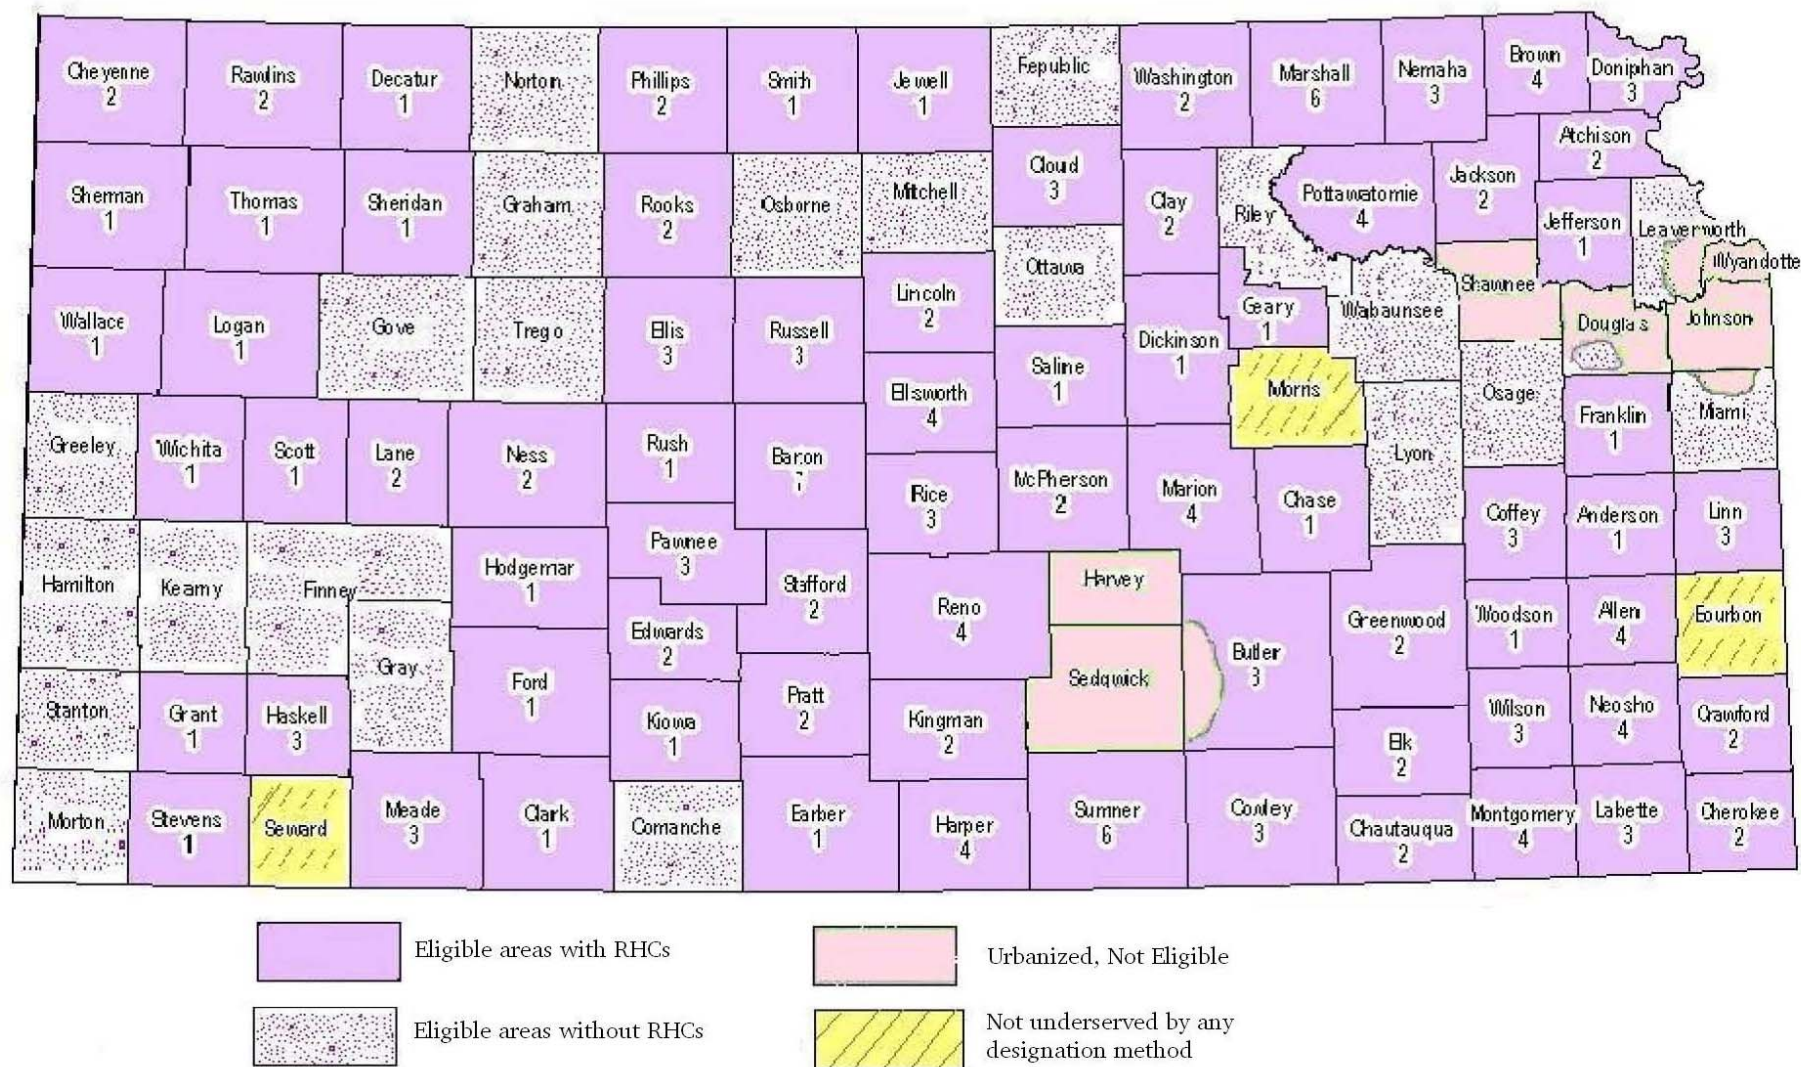 Cheyenne
2
Rawlins
2
Decatur
1
Norton
Phillips
2
Smith
1
Jewell
1
Fepublic
Washington
2
Marshall
6
Nemaha
3
Brown
4
Doniphan
3
Atchison
2
Sherman
1
Thomas
1
Sheridan
1
Graham
Rooks
2
Osborne
Mitchell
Cloud
3
Clay
2
Riley
Pottawatomie
4
Jackson
2
Jefferson
1
Leavenworth
Wyandotte
Wallace
1
Logan
1
Gove
Trego
Ellis
3
Russell
3
Lincoln
2
Ottawa
Dickinson
1
Geary
1
Wabaunsee
Shawnee
Douglas
Johnson
Ellsworth
4
Saline
1
Morris
Osage
Franklin
1
Miami
Greeley
Wichita
1
Scott
1
Lane
2
Ness
2
Rush
1
Barton
7
Rice
3
McPherson
2
Marion
4
Chase
1
Lyon
Coffey
3
Anderson
1
Linn
3
Hamilton
Kearny
Finney
Hodgemar
1
Pawnee
3
Stafford
2
Reno
4
Harvey
Edwards
2
Sedqwick
Butler
3
Greenwood
2
Woodson
1
Allen
4
Eourbon
Stanton
Grant
1
Haskell
3
Gray
Ford
1
Kiowa
1
Pratt
2
Kingman
2
Elk
2
Wilson
3
Neosho
4
Crawford
2
Morton
Stevens
1
Seward
Meade
3
Clark
1
Comanche
Earber
1
Harper
4
Sumner
6
Cowley
3
Chautauqua
2
Montgomery
4
Labette
3
Cherokee
2
Eligible areas with RHCs
Urbanized, Not Eligible
Eligible areas without RHCs
Not underserved by any
designation method